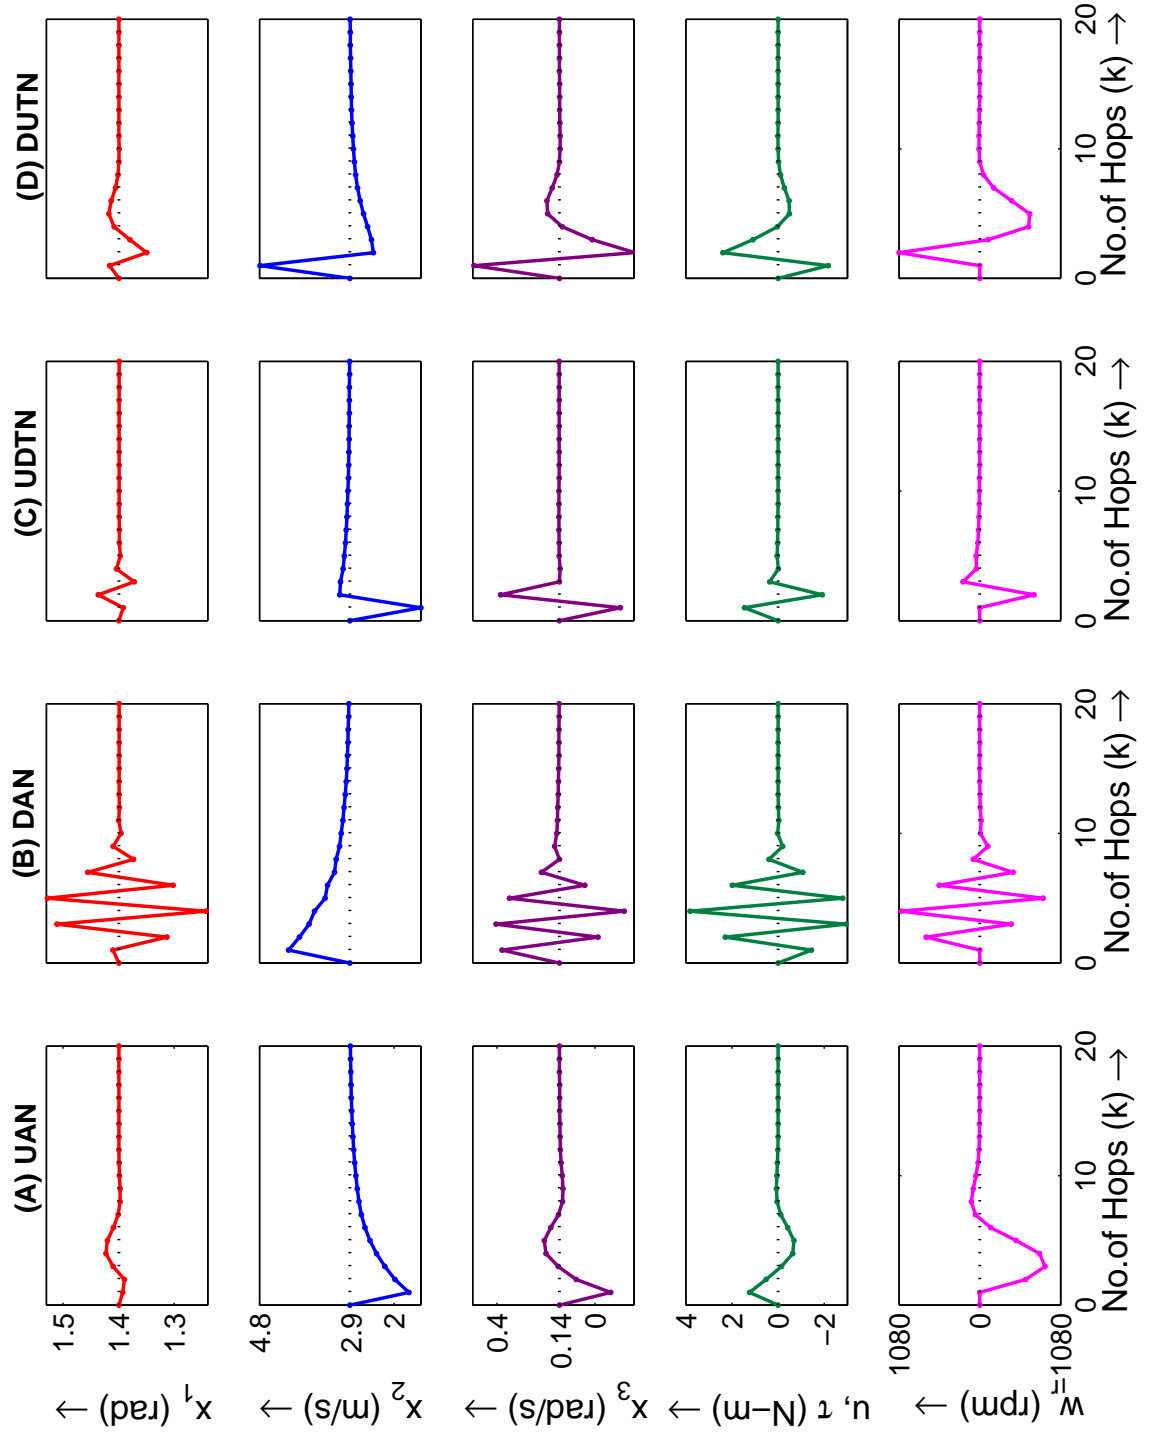 (A) UAN
(B) DAN
(C) UDTN
(D) DUTN
x₁ (rad) →
1.5
1.4
1.3
x₂ (m/s) →
4.8
2.9
2
x₃ (rad/s) →
0.4
0.14
0
u, τ (N−m) →
4
2
0
−2
(rpm) →
1080
0
−1080
0 10 20
0 10 20
0 10 20
0 10 20
No.of Hops (k) →
No.of Hops (k) →
No.of Hops (k) →
No.of Hops (k) →